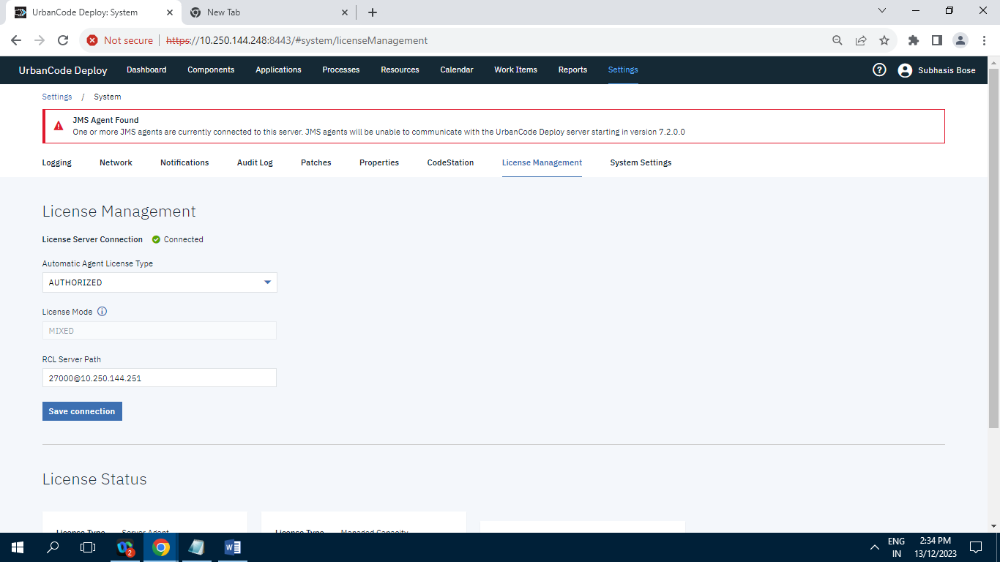 UrbanCode Deploy: System
New Tab
Not secure https://10.250.144.248:8443/#system/licenseManagement
UrbanCode Deploy Dashboard Components Applications Processes Resources Calendar Work Items Reports Settings Subhasis Bose
Settings / System
JMS Agent Found
One or more JMS agents are currently connected to this server. JMS agents will be unable to communicate with the UrbanCode Deploy server starting in version 7.2.0.0
Logging Network Notifications Audit Log Patches Properties CodeStation License Management System Settings
License Management
License Server Connection Connected
Automatic Agent License Type
AUTHORIZED
License Mode
MIXED
RCL Server Path
27000@10.250.144.251
Save connection
License Status
License Type Server Agent License Type Managed Capacity
2
ENG
IN
2:34 PM
13/12/2023